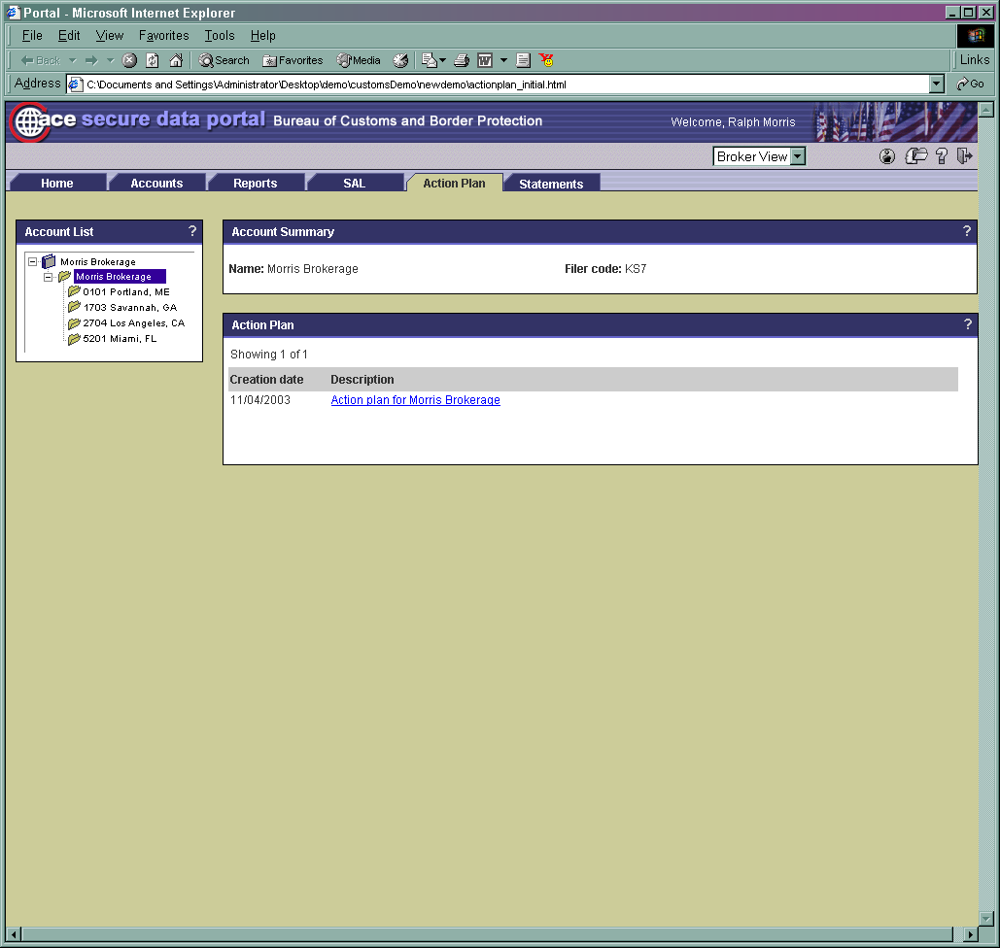 Portal - Microsoft Internet Explorer
File Edit View Favorites Tools Help
Back Search Favorites Media Links
Address C:\Documents and Settings\Administrator\Desktop\demo\customsDemo\newdemo\actionplan_initial.html Go
ace secure data portal Bureau of Customs and Border Protection Welcome, Ralph Morris
Broker View ?
Home Accounts Reports SAL Action Plan Statements
Account List ?
Morris Brokerage
Morris Brokerage
0101 Portland, ME
1703 Savannah, GA
2704 Los Angeles, CA
5201 Miami, FL
Account Summary ?
Name: Morris Brokerage Filer code: KS7
Action Plan ?
Showing 1 of 1
Creation date Description
11/04/2003 Action plan for Morris Brokerage